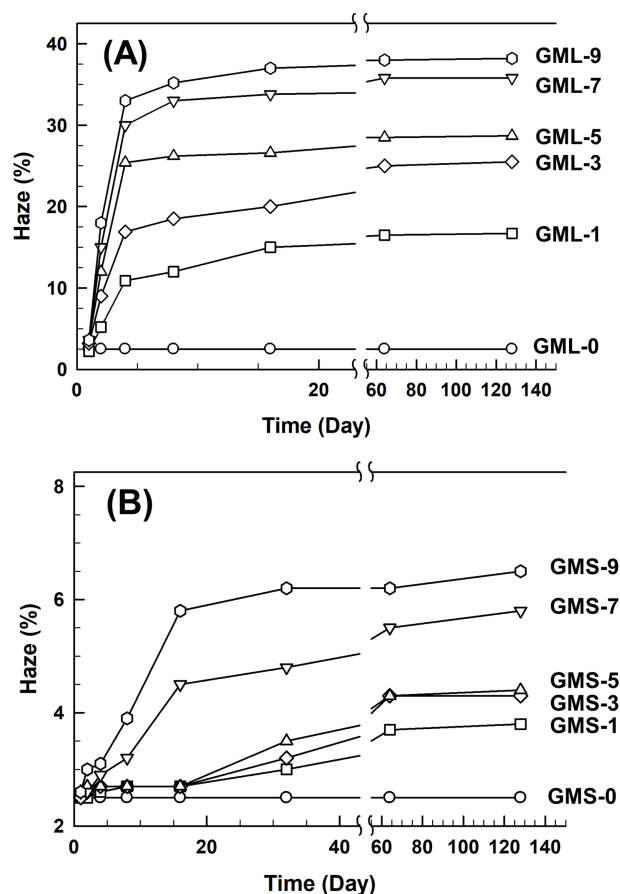 (A)
40
30
20
10
0
Haze (%)
GML-9
GML-7
GML-5
GML-3
GML-1
GML-0
0 20 60 80 100 120 140
Time (Day)
(B)
8
6
4
2
Haze (%)
GMS-9
GMS-7
GMS-5
GMS-3
GMS-1
GMS-0
0 20 40 60 80 100 120 140
Time (Day)